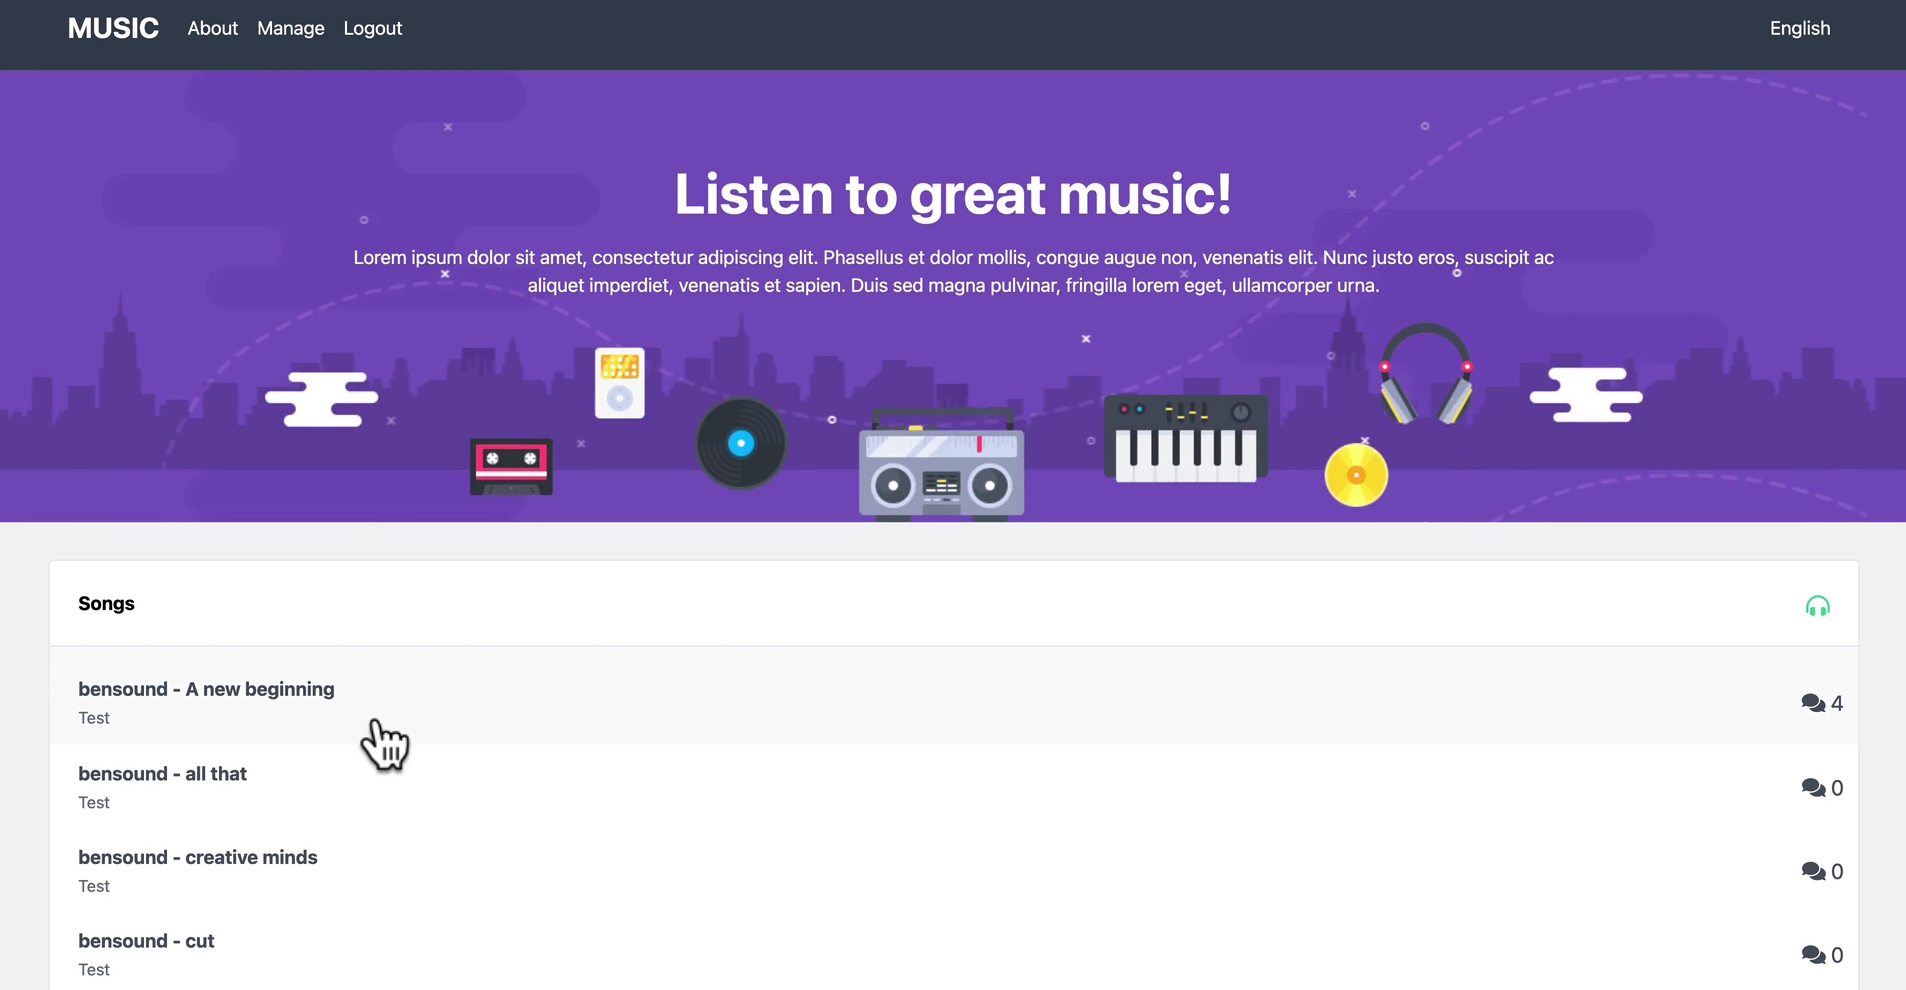 MUSIC About Manage Logout English
Listen to great music!
Lorem ipsum dolor sit amet, consectetur adipiscing elit. Phasellus et dolor mollis, congue augue non, venenatis elit. Nunc justo eros, suscipit ac
aliquet imperdiet, venenatis et sapien. Duis sed magna pulvinar, fringilla lorem eget, ullamcorper urna.
Songs
bensound - A new beginning
Test
4
bensound - all that
Test
0
bensound - creative minds
Test
0
bensound - cut
Test
0